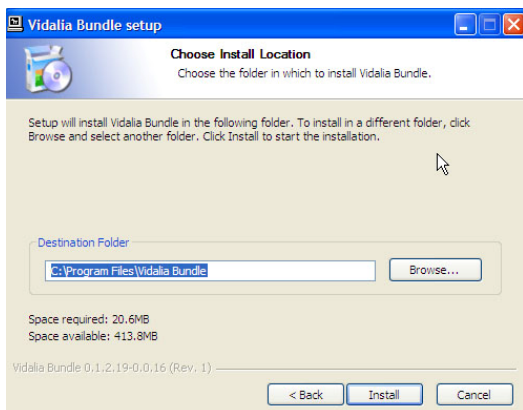 Vidalia Bundle setup
Choose Install Location
Choose the folder in which to install Vidalia Bundle.
Setup will install Vidalia Bundle in the following folder. To install in a different folder, click
Browse and select another folder. Click Install to start the installation.
Destination Folder
C:\Program Files\Vidalia Bundle
Browse...
Space required: 20.6MB
Space available: 413.8MB
Vidalia Bundle 0.1.2.19-0.0.16 (Rev. 1)
< Back
Install
Cancel